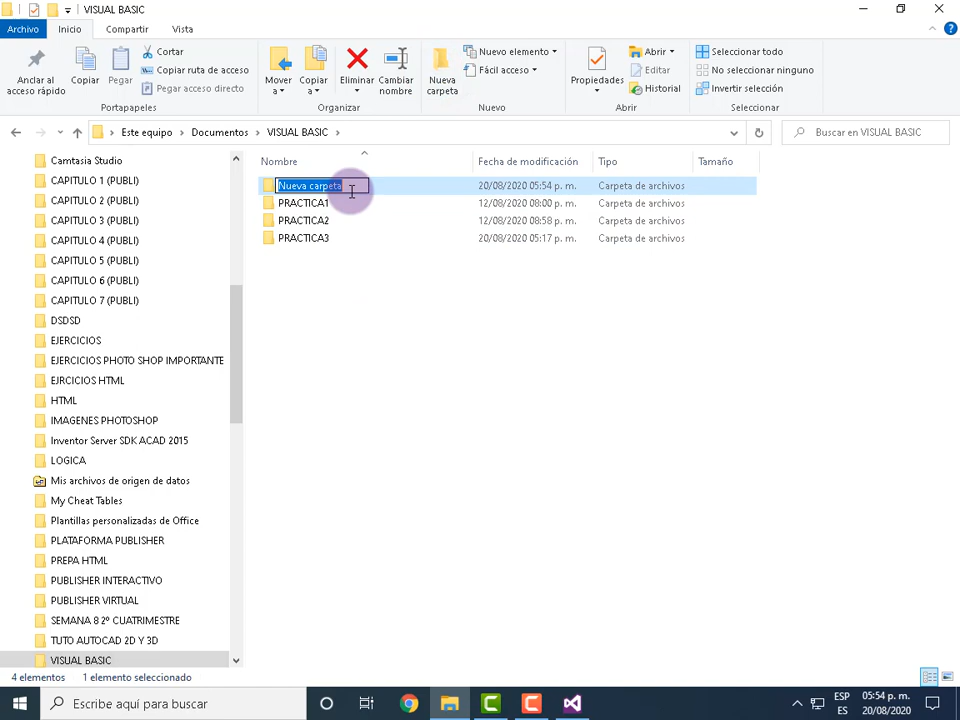 VISUAL BASIC
Archivo Inicio Compartir Vista
Anclar al acceso rápido
Copiar
Pegar
Cortar
Copiar ruta de acceso
Pegar acceso directo
Portapapeles
Mover a
Copiar a
Eliminar
Cambiar nombre
Organizar
Nueva carpeta
Nuevo elemento
Fácil acceso
Nuevo
Propiedades
Abrir
Editar
Historial
Abrir
Seleccionar todo
No seleccionar ninguno
Invertir selección
Seleccionar
Este equipo > Documentos > VISUAL BASIC >
Buscar en VISUAL BASIC
Camtasia Studio
CAPITULO 1 (PUBLI)
CAPITULO 2 (PUBLI)
CAPITULO 3 (PUBLI)
CAPITULO 4 (PUBLI)
CAPITULO 5 (PUBLI)
CAPITULO 6 (PUBLI)
CAPITULO 7 (PUBLI)
DSDSD
EJERCICIOS
EJERCICIOS PHOTO SHOP IMPORTANTE
EJRCICIOS HTML
HTML
IMAGENES PHOTOSHOP
Inventor Server SDK ACAD 2015
LOGICA
Mis archivos de origen de datos
My Cheat Tables
Plantillas personalizadas de Office
PLATAFORMA PUBLISHER
PREPA HTML
PUBLISHER INTERACTIVO
PUBLISHER VIRTUAL
SEMANA 8 2º CUATRIMESTRE
TUTO AUTOCAD 2D Y 3D
VISUAL BASIC
Nombre Fecha de modificación Tipo Tamaño
Nueva carpeta 20/08/2020 05:54 p. m. Carpeta de archivos
PRACTICA1 12/08/2020 08:00 p. m. Carpeta de archivos
PRACTICA2 12/08/2020 08:58 p. m. Carpeta de archivos
PRACTICA3 20/08/2020 05:17 p. m. Carpeta de archivos
4 elementos 1 elemento seleccionado
Escribe aquí para buscar
ESP
ES
05:54 p. m.
20/08/2020